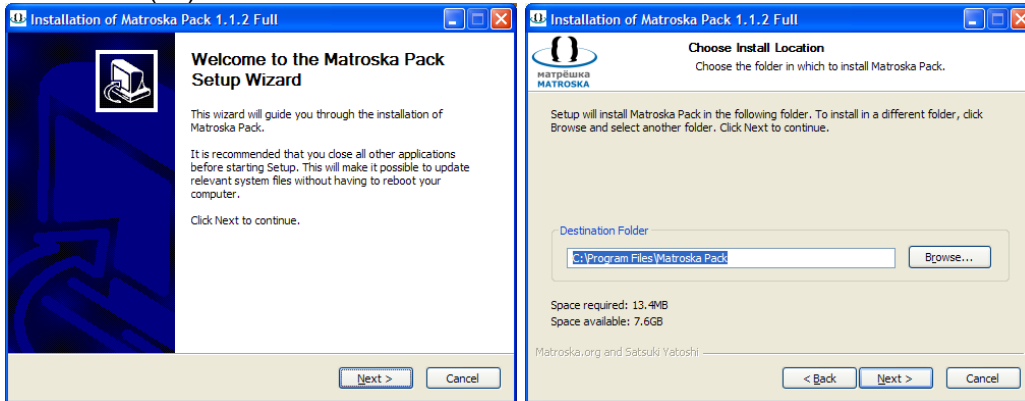 Installation of Matroska Pack 1.1.2 Full
Welcome to the Matroska Pack
Setup Wizard
This wizard will guide you through the installation of
Matroska Pack.
It is recommended that you close all other applications
before starting Setup. This will make it possible to update
relevant system files without having to reboot your
computer.
Click Next to continue.
Next >
Cancel
Installation of Matroska Pack 1.1.2 Full
матрёшка
MATROSKA
Choose Install Location
Choose the folder in which to install Matroska Pack.
Setup will install Matroska Pack in the following folder. To install in a different folder, click
Browse and select another folder. Click Next to continue.
Destination Folder
C:\Program Files\Matroska Pack
Browse...
Space required: 13.4MB
Space available: 7.6GB
Matroska.org and Satsuki Yatoshi
< Back
Next >
Cancel